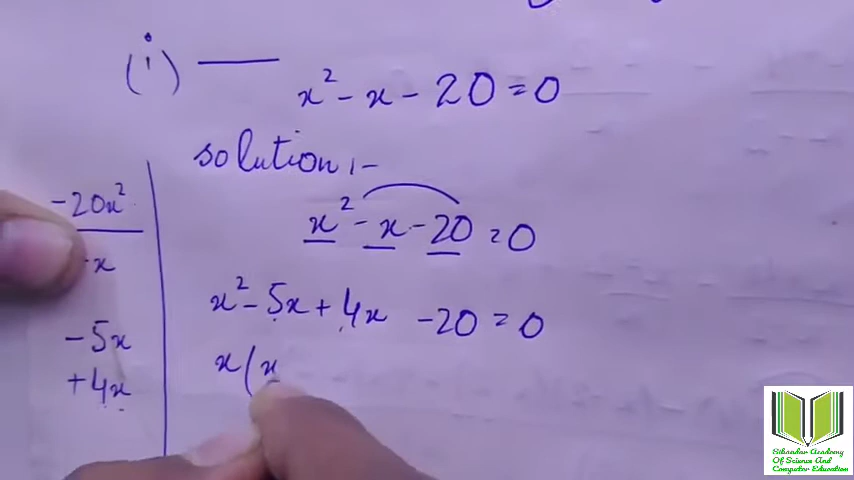 (i) — x² - x - 20 = 0
solution :-
x² - x - 20 = 0
x² - 5x + 4x - 20 = 0
x(x
-20x²
-x
-5x
+4x
Sikandar Academy
Of Science And
Computer Education